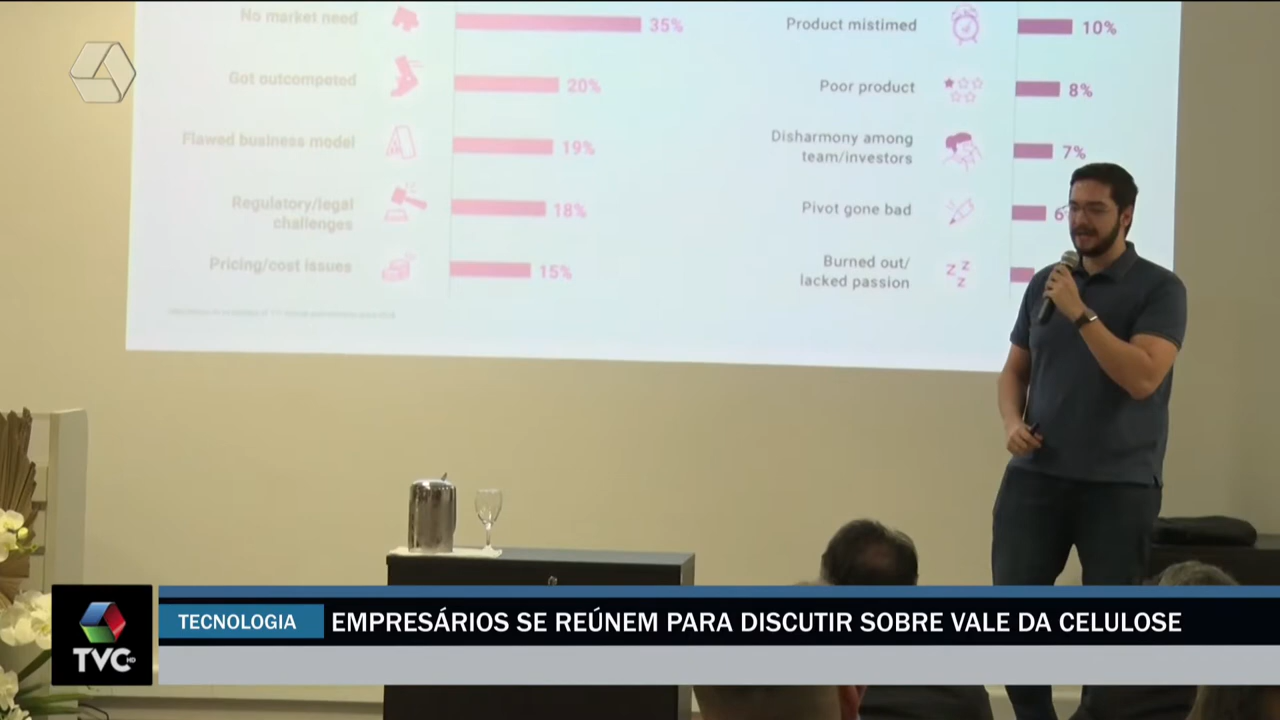 No market need
35%
Got outcompeted
20%
Flawed business model
19%
Regulatory/legal
challenges
18%
Pricing/cost issues
15%
Product mistimed
10%
Poor product
8%
Disharmony among
team/investors
7%
Pivot gone bad
6
Burned out/
lacked passion
TVC HD
TECNOLOGIA
EMPRESÁRIOS SE REÚNEM PARA DISCUTIR SOBRE VALE DA CELULOSE